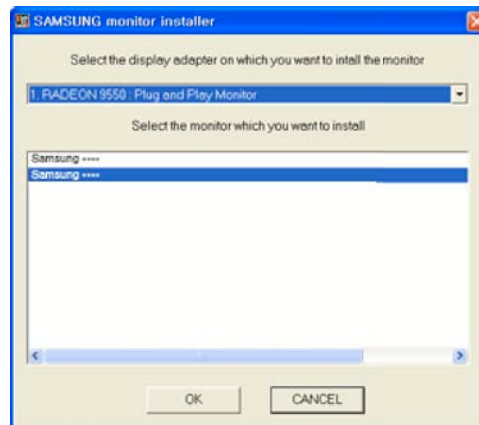 SAMSUNG monitor installer
Select the display adapter on which you want to intall the monitor
1. RADEON 9550 : Plug and Play Monitor
Select the monitor which you want to install
Samsung ****
Samsung ****
OK
CANCEL